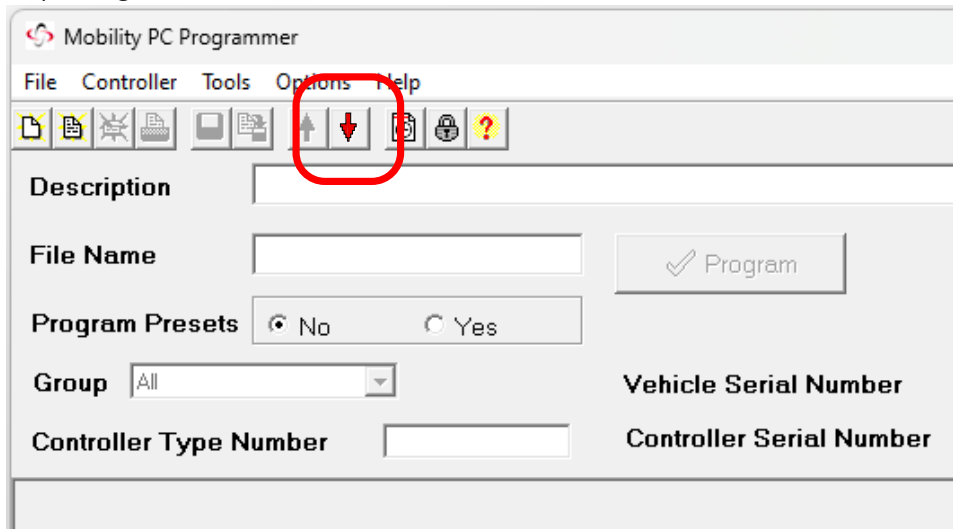 Mobility PC Programmer
File Controller Tools Options Help
?
Description
File Name
Program
Program Presets No Yes
Group All
Vehicle Serial Number
Controller Type Number
Controller Serial Number